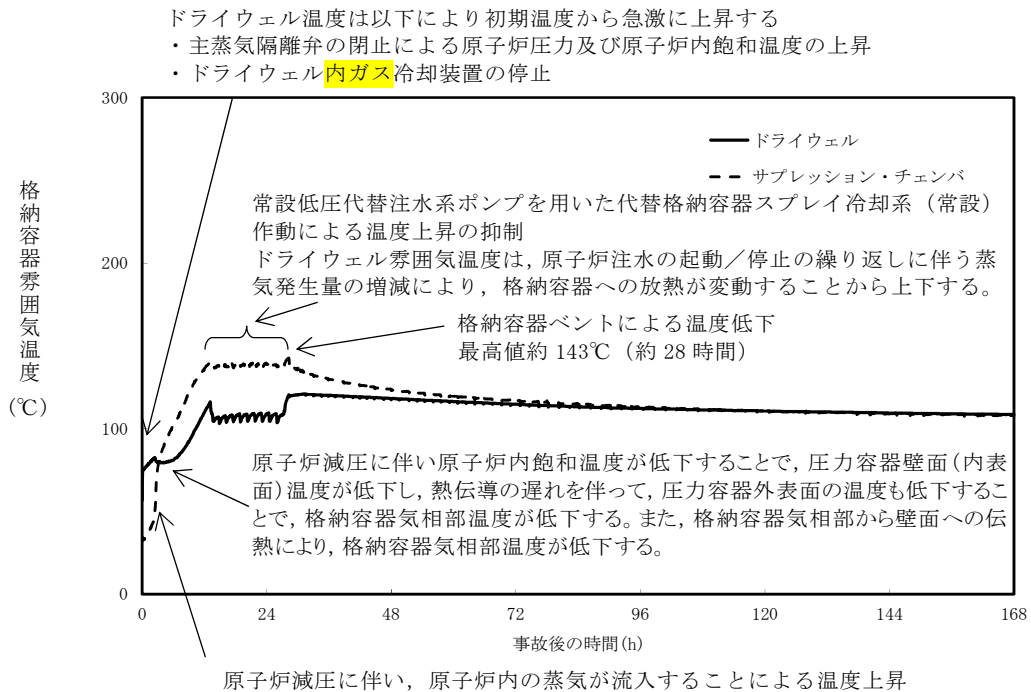 ドライウェル温度は以下により初期温度から急激に上昇する
・主蒸気隔離弁の閉止による原子炉圧力及び原子炉内飽和温度の上昇
・ドライウェル内ガス冷却装置の停止
300
ドライウェル
サプレッション・チェンバ
常設低圧代替注水系ポンプを用いた代替格納容器スプレイ冷却系（常設）
作動による温度上昇の抑制
ドライウェル雰囲気温度は，原子炉注水の起動／停止の繰り返しに伴う蒸
気発生量の増減により，格納容器への放熱が変動することから上下する。
200
格納容器ベントによる温度低下
最高値約 143℃（約 28 時間）
格納容器雰囲気温度
(℃)
100
原子炉減圧に伴い原子炉内飽和温度が低下することで，圧力容器壁面（内表
面）温度が低下し，熱伝導の遅れを伴って，圧力容器外表面の温度も低下するこ
とで，格納容器気相部温度が低下する。また，格納容器気相部から壁面への伝
熱により，格納容器気相部温度が低下する。
0
0 24 48 72 96 120 144 168
事故後の時間(h)
原子炉減圧に伴い，原子炉内の蒸気が流入することによる温度上昇